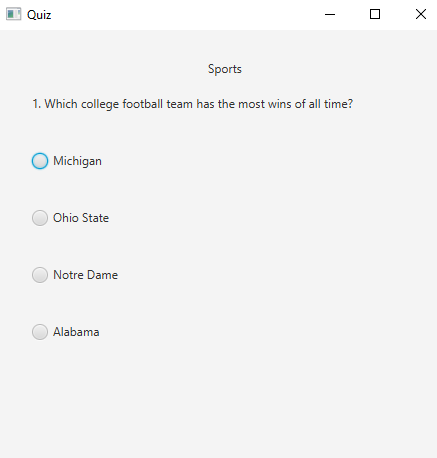 Quiz
Sports
1. Which college football team has the most wins of all time?
Michigan
Ohio State
Notre Dame
Alabama